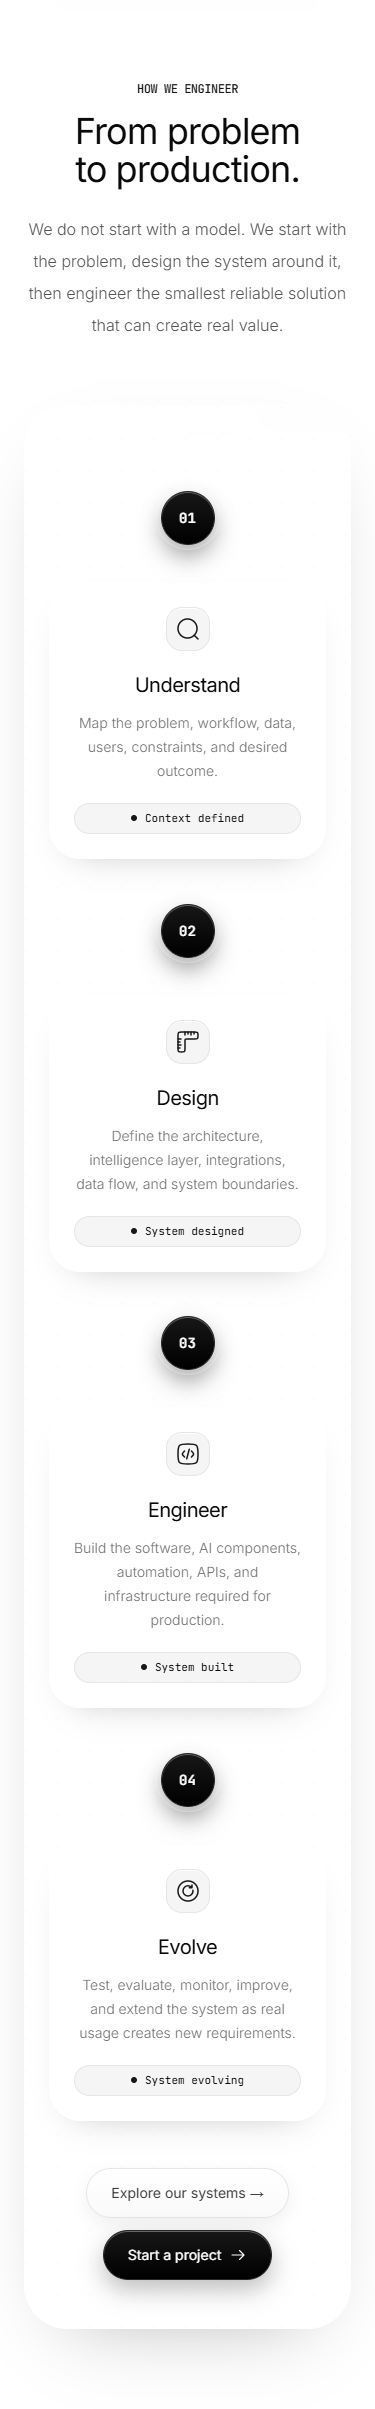 HOW WE ENGINEER
From problem
to production.
We do not start with a model. We start with
the problem, design the system around it,
then engineer the smallest reliable solution
that can create real value.
01
Understand
Map the problem, workflow, data,
users, constraints, and desired
outcome.
Context defined
02
Design
Define the architecture,
intelligence layer, integrations,
data flow, and system boundaries.
System designed
03
Engineer
Build the software, AI components,
automation, APIs, and
infrastructure required for
production.
System built
04
Evolve
Test, evaluate, monitor, improve,
and extend the system as real
usage creates new requirements.
System evolving
Explore our systems →
Start a project →